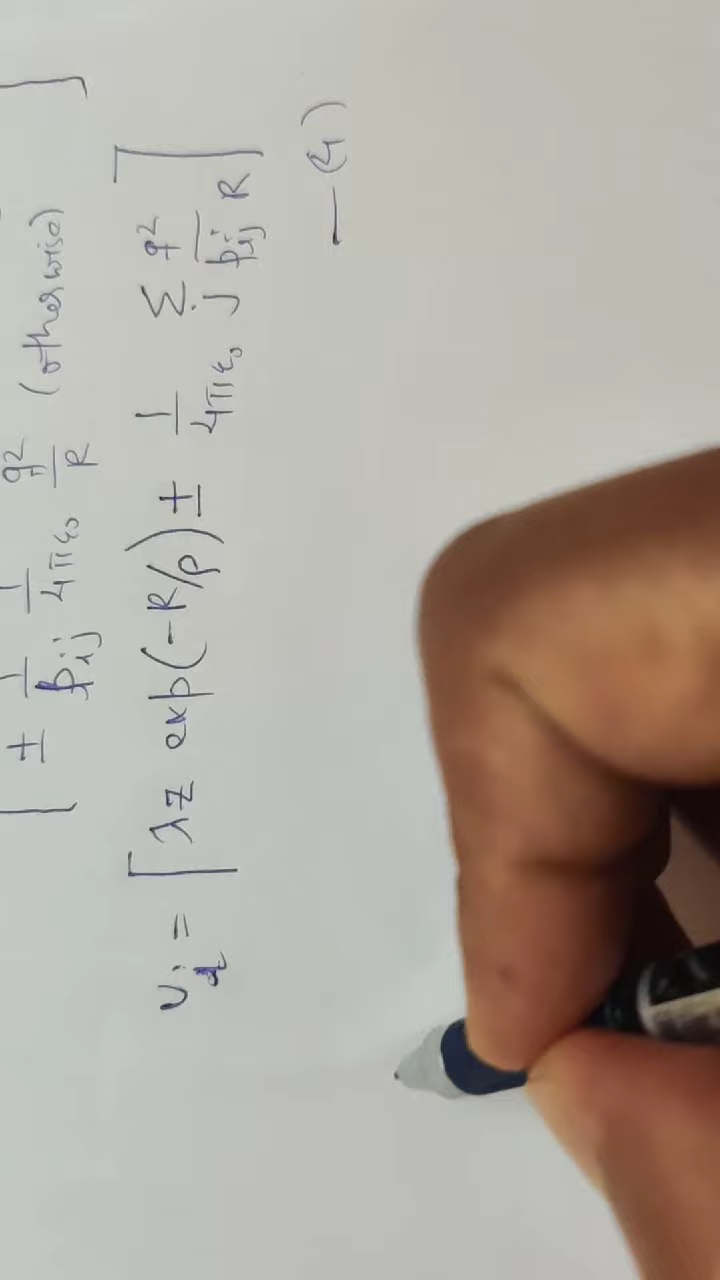 [± 1/p_ij 1/4πε₀ q²/R (otherwise)]
U_i = [λz exp(-R/ρ) ± 1/4πε₀ Σ_j q²/p_ij R]
—(4)